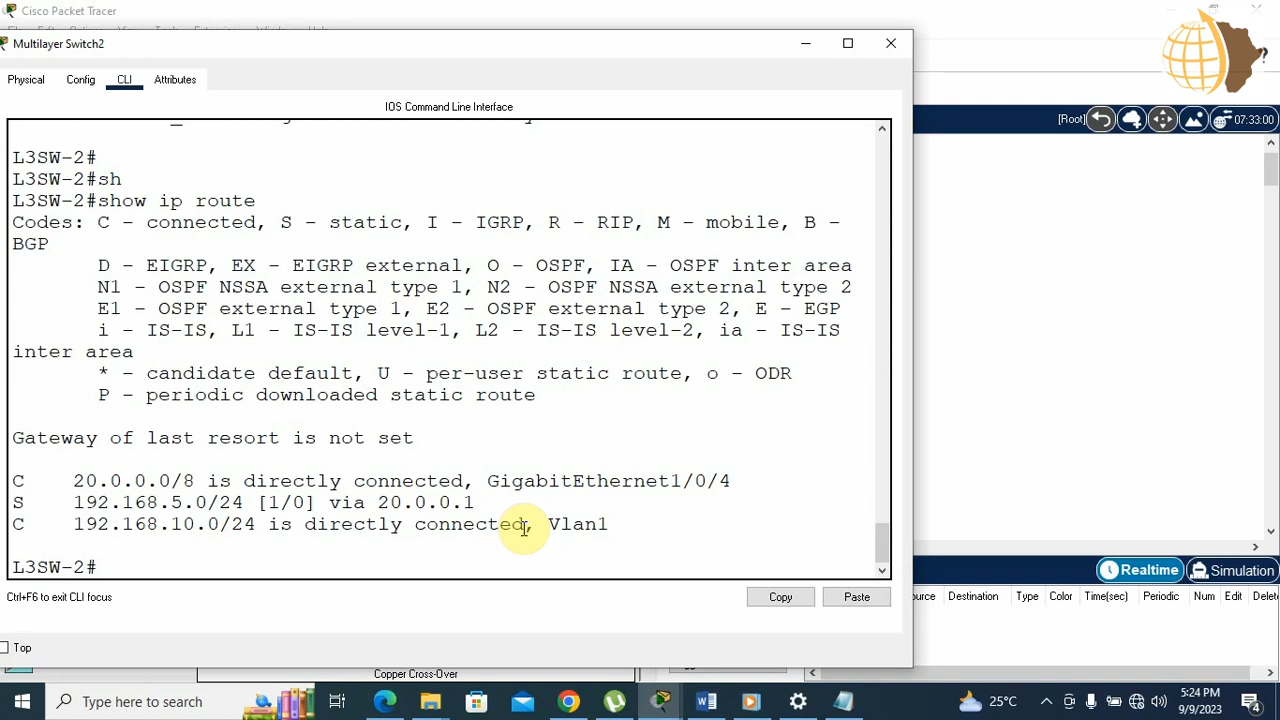 Cisco Packet Tracer
Multilayer Switch2
Physical Config CLI Attributes
IOS Command Line Interface
[Root] 07:33:00
L3SW-2#
L3SW-2#sh
L3SW-2#show ip route
Codes: C - connected, S - static, I - IGRP, R - RIP, M - mobile, B -
BGP
D - EIGRP, EX - EIGRP external, O - OSPF, IA - OSPF inter area
N1 - OSPF NSSA external type 1, N2 - OSPF NSSA external type 2
E1 - OSPF external type 1, E2 - OSPF external type 2, E - EGP
i - IS-IS, L1 - IS-IS level-1, L2 - IS-IS level-2, ia - IS-IS
inter area
* - candidate default, U - per-user static route, o - ODR
P - periodic downloaded static route
Gateway of last resort is not set
C 20.0.0.0/8 is directly connected, GigabitEthernet1/0/4
S 192.168.5.0/24 [1/0] via 20.0.0.1
C 192.168.10.0/24 is directly connected, Vlan1
L3SW-2#
Realtime Simulation
Ctrl+F6 to exit CLI focus Copy Paste
ource Destination Type Color Time(sec) Periodic Num Edit Delet
Top
Copper Cross-Over
Type here to search
25°C
5:24 PM
9/9/2023
4